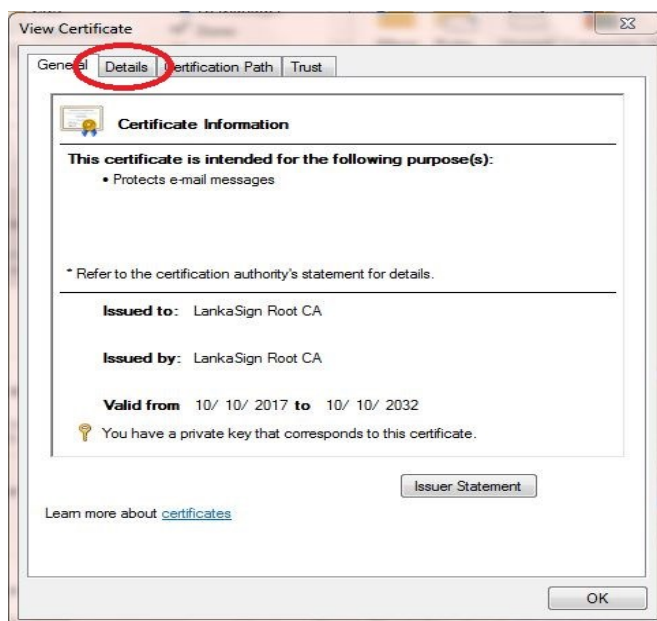 View Certificate
General Details Certification Path Trust
Certificate Information
This certificate is intended for the following purpose(s):
• Protects e-mail messages
* Refer to the certification authority's statement for details.
Issued to: LankaSign Root CA
Issued by: LankaSign Root CA
Valid from 10/ 10/ 2017 to 10/ 10/ 2032
You have a private key that corresponds to this certificate.
Issuer Statement
Learn more about certificates
OK